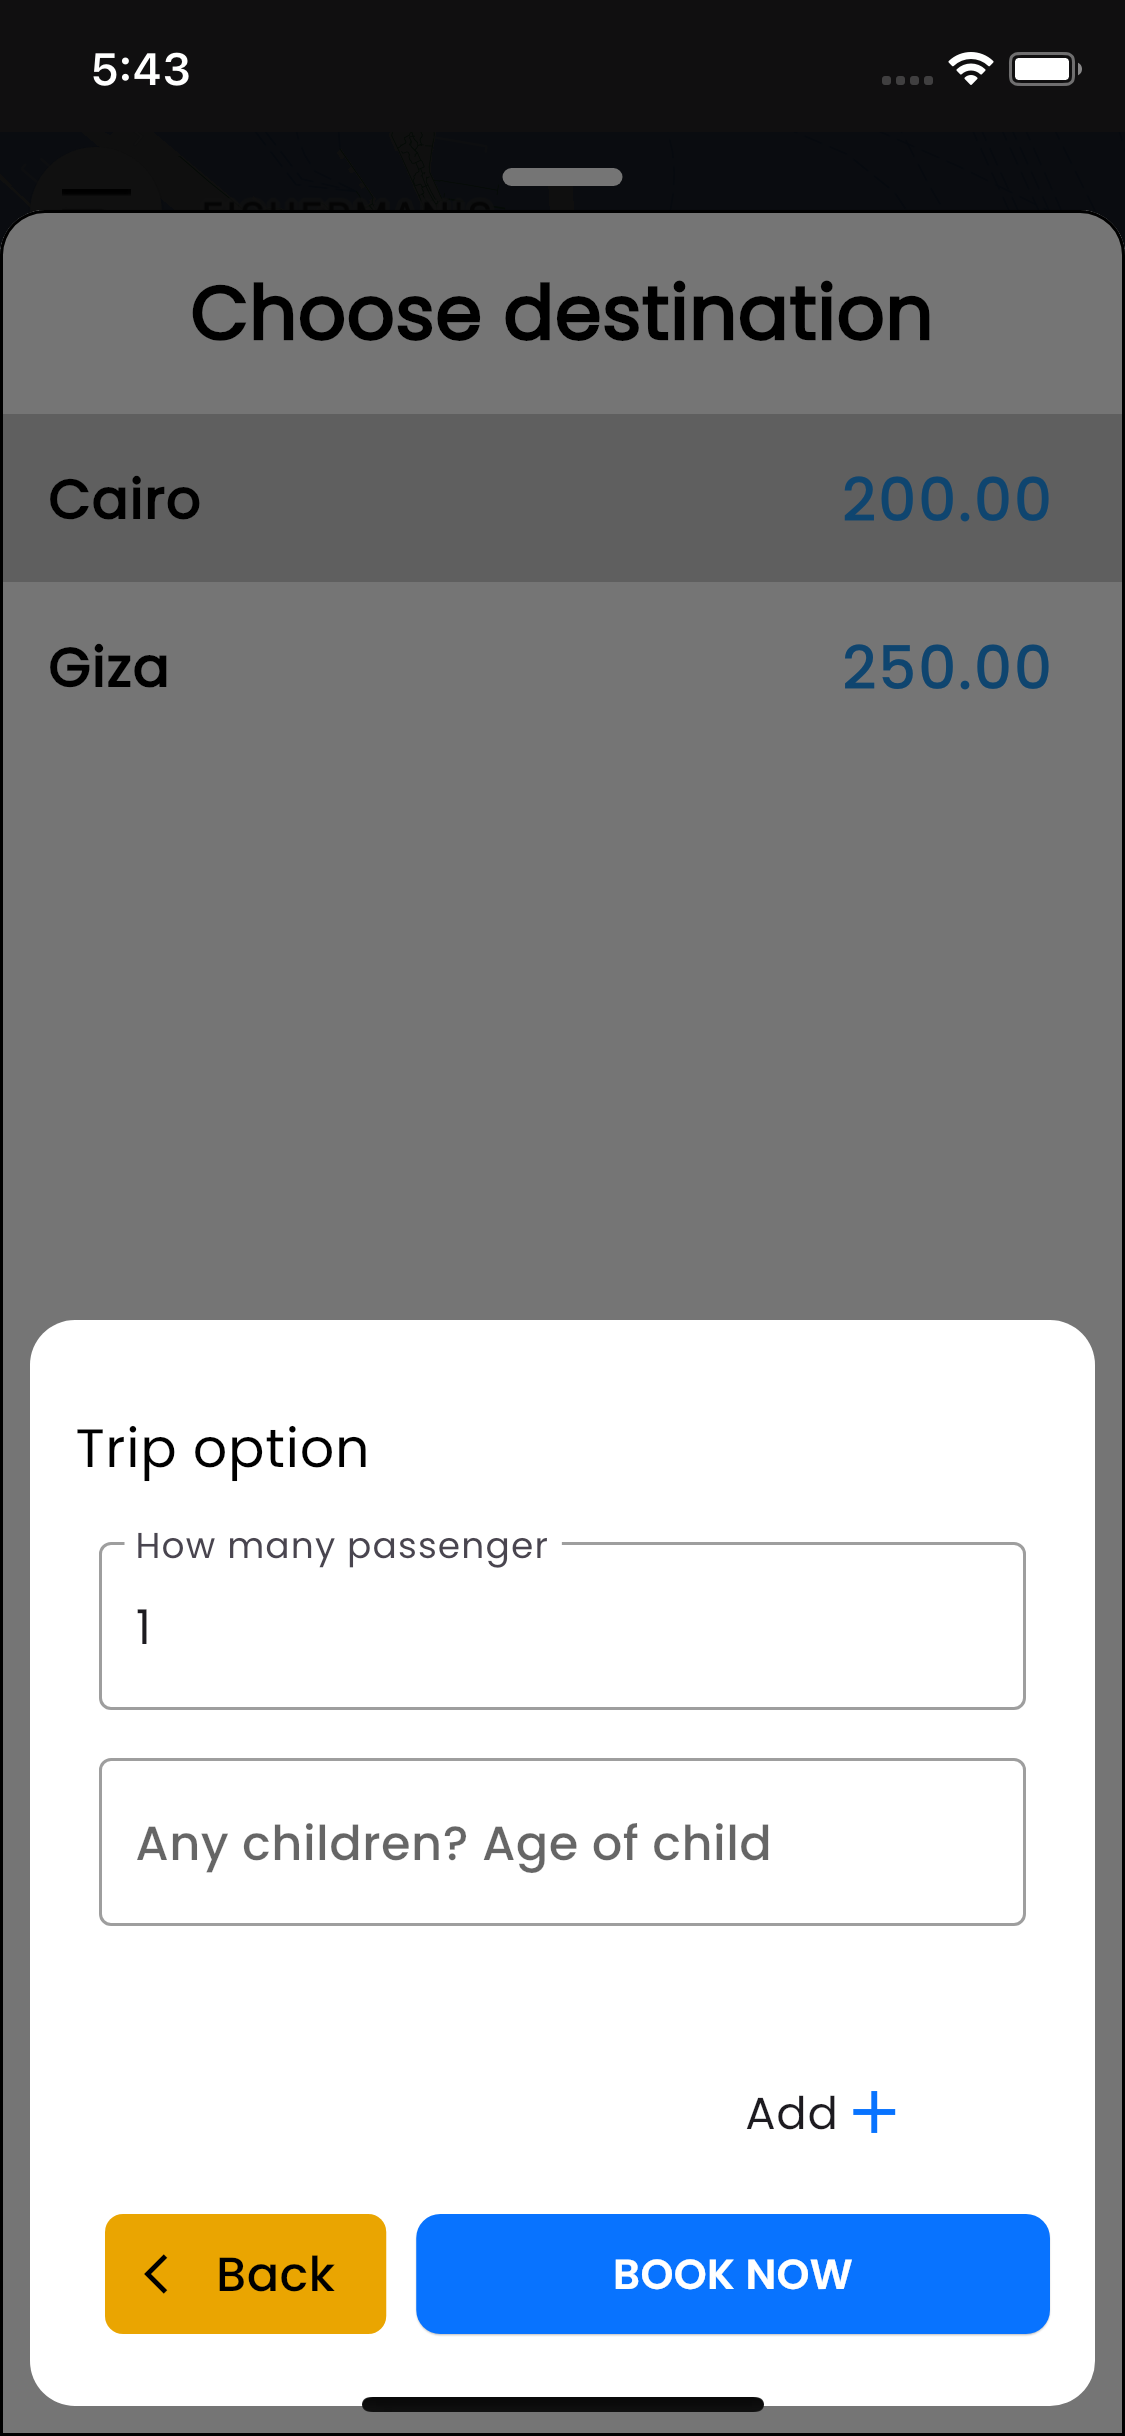 5:43
Choose destination
Cairo 200.00
Giza 250.00
Trip option
How many passenger
1
Any children? Age of child
Add
Back
BOOK NOW